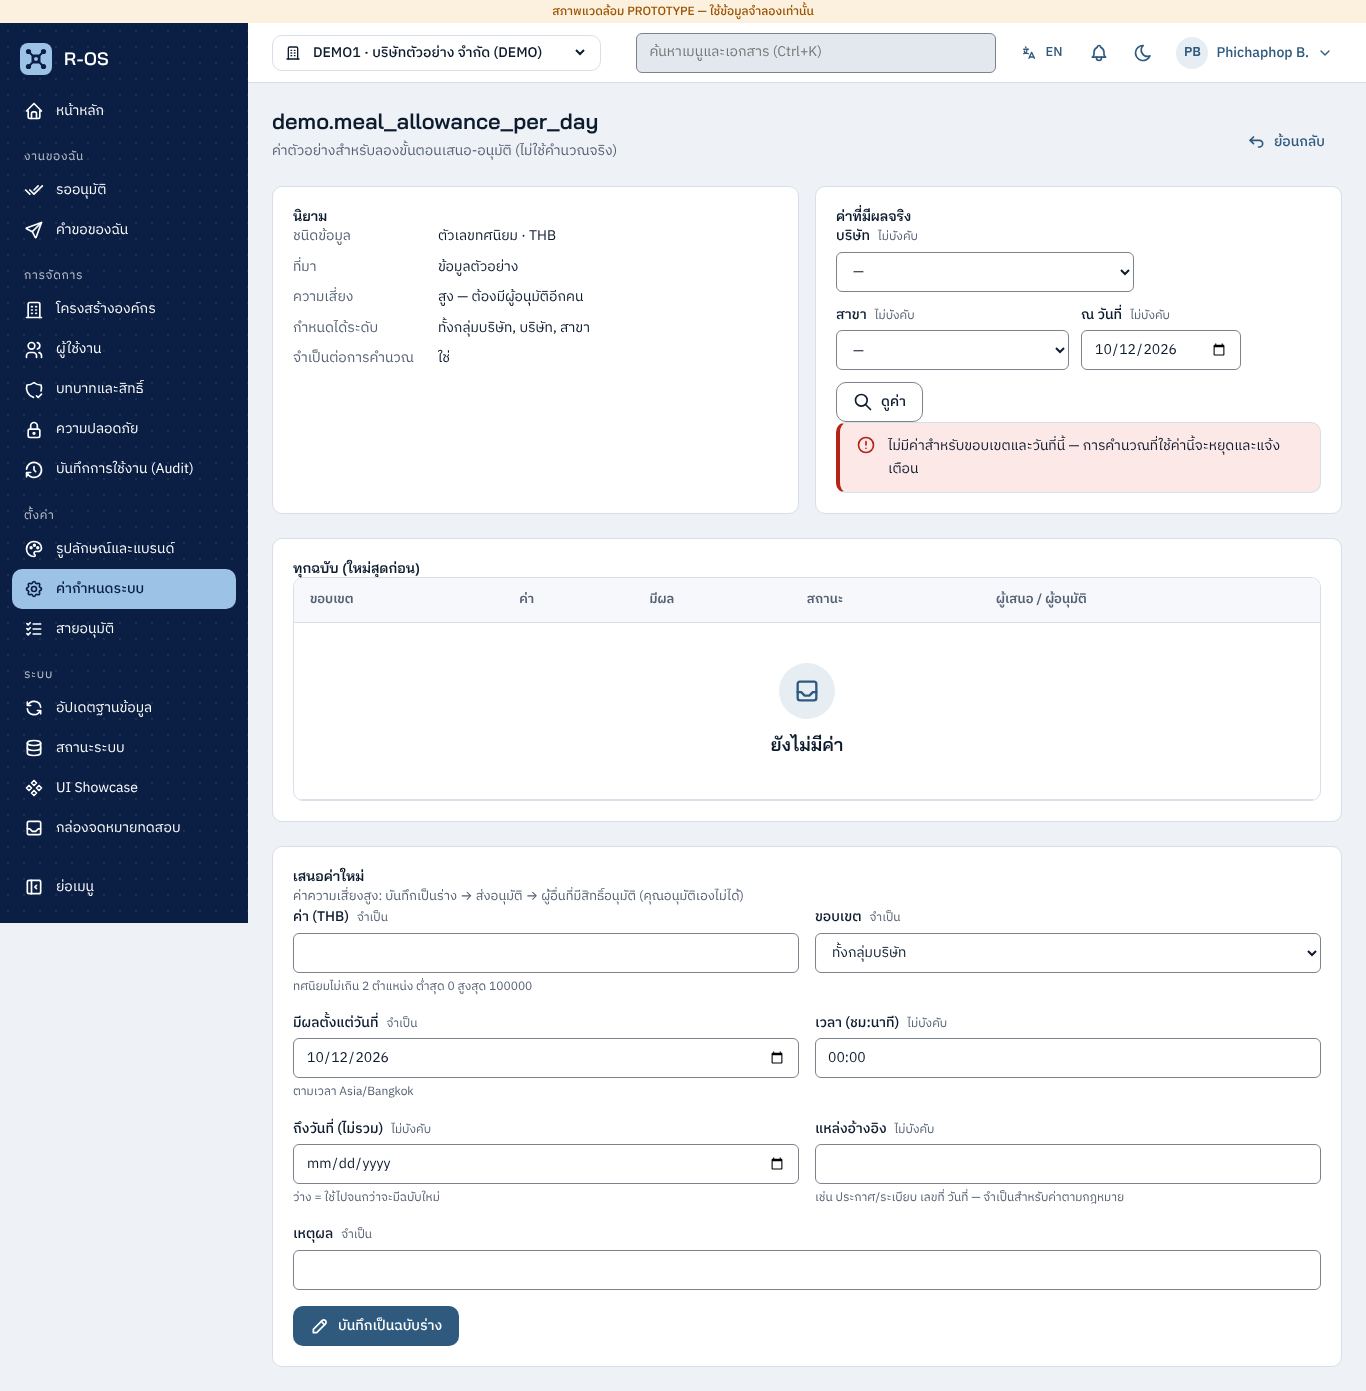 สภาพแวดล้อม PROTOTYPE — ใช้ข้อมูลจำลองเท่านั้น
R-OS
DEMO1 · บริษัทตัวอย่าง จำกัด (DEMO)
ค้นหาเมนูและเอกสาร (Ctrl+K)
EN
PB
Phichaphop B.
หน้าหลัก
งานของฉัน
รออนุมัติ
คำขอของฉัน
การจัดการ
โครงสร้างองค์กร
ผู้ใช้งาน
บทบาทและสิทธิ์
ความปลอดภัย
บันทึกการใช้งาน (Audit)
ตั้งค่า
รูปลักษณ์และแบรนด์
ค่ากำหนดระบบ
สายอนุมัติ
ระบบ
อัปเดตฐานข้อมูล
สถานะระบบ
UI Showcase
กล่องจดหมายทดสอบ
ย่อเมนู
demo.meal_allowance_per_day
ค่าตัวอย่างสำหรับลองขั้นตอนเสนอ-อนุมัติ (ไม่ใช้คำนวณจริง)
ย้อนกลับ
นิยาม
ชนิดข้อมูล ตัวเลขทศนิยม · THB
ที่มา ข้อมูลตัวอย่าง
ความเสี่ยง สูง — ต้องมีผู้อนุมัติอีกคน
กำหนดได้ระดับ ทั้งกลุ่มบริษัท, บริษัท, สาขา
จำเป็นต่อการคำนวณ ใช่
ค่าที่มีผลจริง
บริษัท ไม่บังคับ
—
สาขา ไม่บังคับ ณ วันที่ ไม่บังคับ
— 10/12/2026
ดูค่า
ไม่มีค่าสำหรับขอบเขตและวันที่นี้ — การคำนวณที่ใช้ค่านี้จะหยุดและแจ้ง
เตือน
ทุกฉบับ (ใหม่สุดก่อน)
ขอบเขต ค่า มีผล สถานะ ผู้เสนอ / ผู้อนุมัติ
ยังไม่มีค่า
เสนอค่าใหม่
ค่าความเสี่ยงสูง: บันทึกเป็นร่าง → ส่งอนุมัติ → ผู้อื่นที่มีสิทธิ์อนุมัติ (คุณอนุมัติเองไม่ได้)
ค่า (THB) จำเป็น ขอบเขต จำเป็น
ทั้งกลุ่มบริษัท
ทศนิยมไม่เกิน 2 ตำแหน่ง ต่ำสุด 0 สูงสุด 100000
มีผลตั้งแต่วันที่ จำเป็น เวลา (ชม:นาที) ไม่บังคับ
10/12/2026 00:00
ตามเวลา Asia/Bangkok
ถึงวันที่ (ไม่รวม) ไม่บังคับ แหล่งอ้างอิง ไม่บังคับ
mm/dd/yyyy
ว่าง = ใช้ไปจนกว่าจะมีฉบับใหม่ เช่น ประกาศ/ระเบียบ เลขที่ วันที่ — จำเป็นสำหรับค่าตามกฎหมาย
เหตุผล จำเป็น
บันทึกเป็นฉบับร่าง